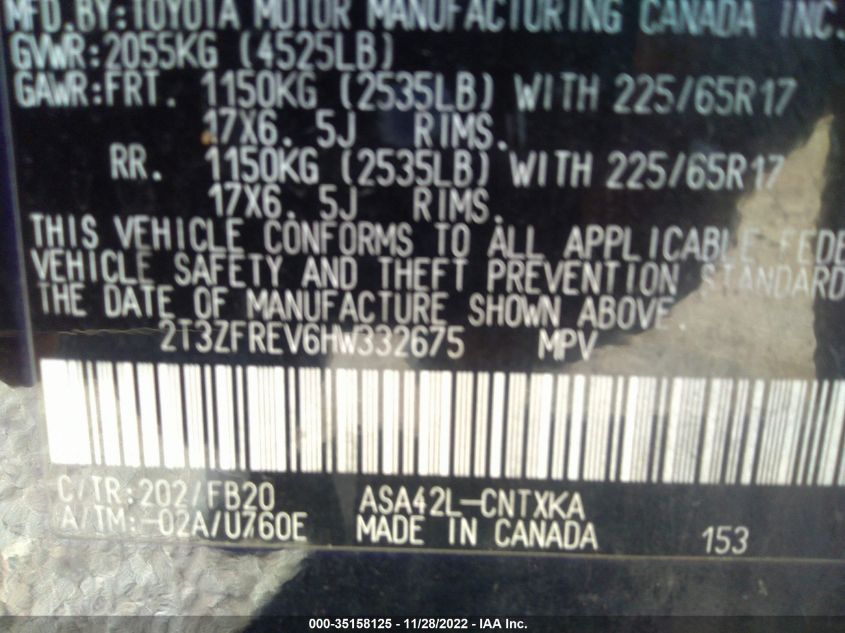 MFD. BY: TOYOTA MOTOR MANUFACTURING CANADA INC.
GVWR: 2055KG (4525LB)
GAWR: FRT. 1150KG (2535LB) WITH 225/65R17
17X6. 5J RIMS.
RR. 1150KG (2535LB) WITH 225/65R17
17X6. 5J RIMS.
THIS VEHICLE CONFORMS TO ALL APPLICABLE FEDE
VEHICLE SAFETY AND THEFT PREVENTION STANDARD
THE DATE OF MANUFACTURE SHOWN ABOVE.
2T3ZFREV6HW332675 MPV
C/TR: 202/FB20 ASA42L-CNTXKA
A/TM: -02A/U760E MADE IN CANADA 153
000-35158125 - 11/28/2022 - IAA Inc.